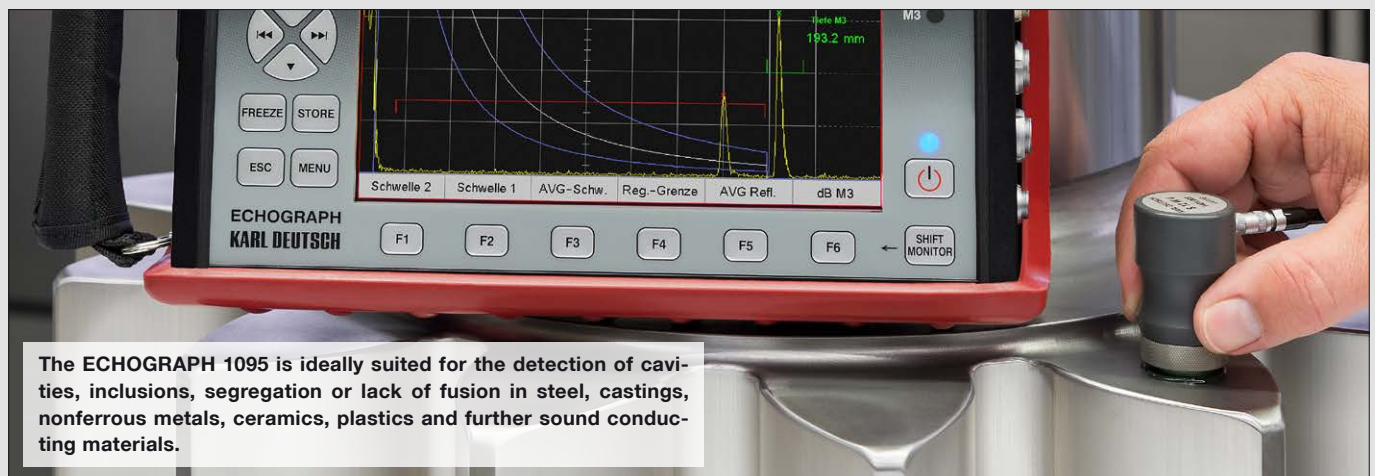 Tiefe M3
M3
193.2 mm
FREEZE STORE
ESC MENU
Schwelle 2 Schwelle 1 AVG-Schw. Reg.-Grenze AVG Refl. dB M3
ECHOGRAPH
KARL DEUTSCH
F1 F2 F3 F4 F5 F6 ← SHIFT
MONITOR
The ECHOGRAPH 1095 is ideally suited for the detection of cavi-
ties, inclusions, segregation or lack of fusion in steel, castings,
nonferrous metals, ceramics, plastics and further sound conduc-
ting materials.